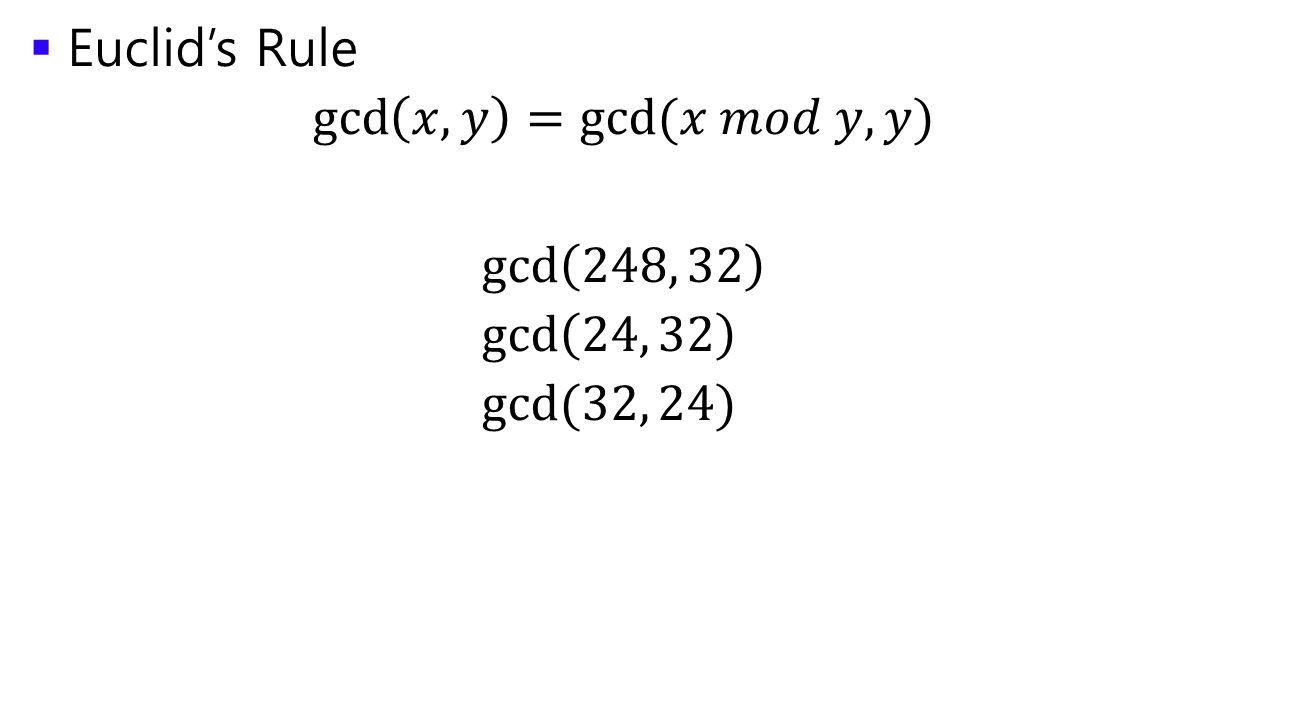 ▪ Euclid’s Rule
gcd(x, y) = gcd(x mod y, y)
gcd(248, 32)
gcd(24, 32)
gcd(32, 24)